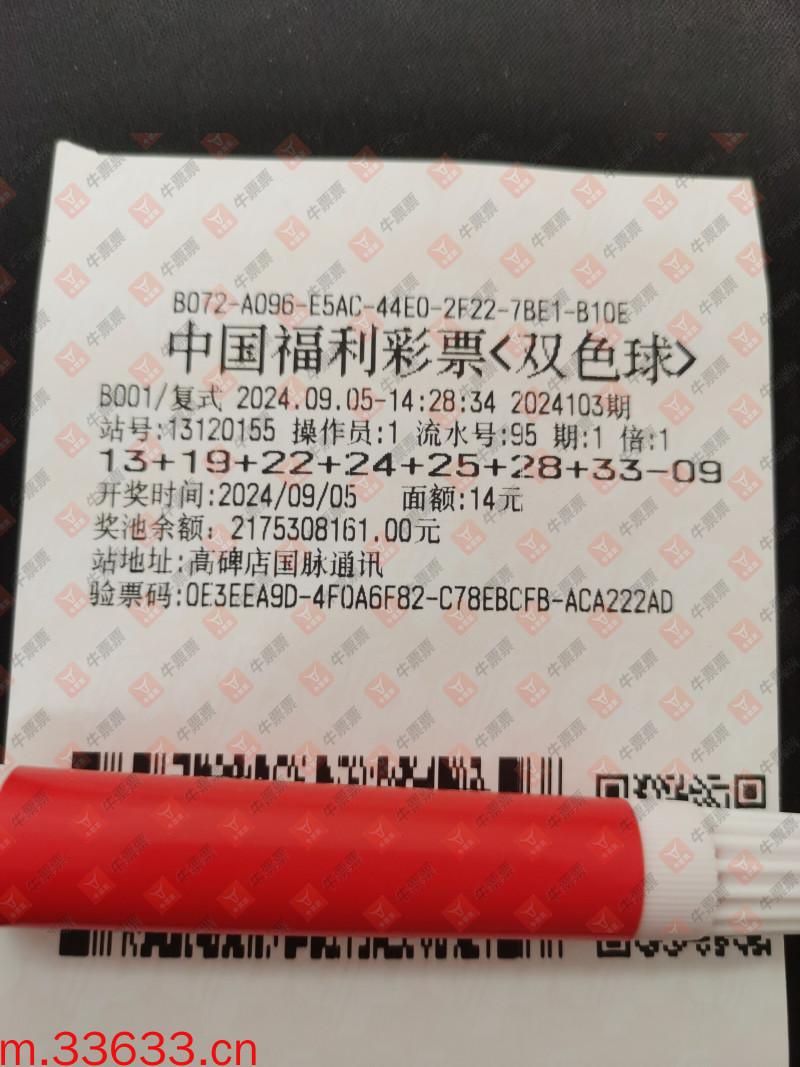 B072-A096-E5AC-44E0-2F22-7BE1-B10E
中国福利彩票<双色球>
B001/复式 2024.09.05-14:28:34 2024103期
站号:13120155 操作员:1 流水号:95 期:1 倍:1
13+19+22+24+25+28+33-09
开奖时间:2024/09/05 面额:14元
奖池余额: 2175308161.00元
站地址:高碑店国脉通讯
验票码:0E3EEA9D-4F0A6F82-C78EBCFB-ACA222AD
牛票票
m.33633.cn